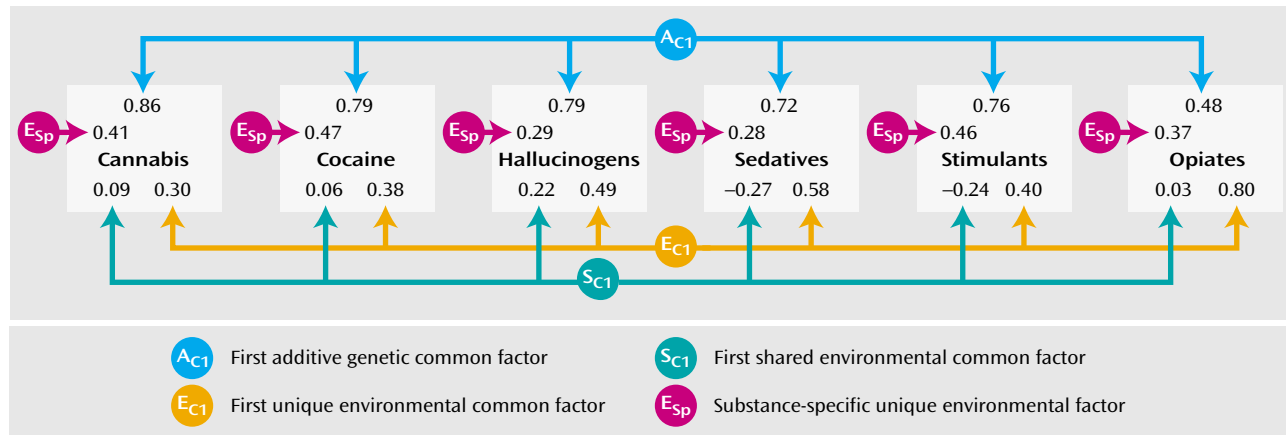 AC1
0.86 0.79 0.79 0.72 0.76 0.48
ESp 0.41 ESp 0.47 ESp 0.29 ESp 0.28 ESp 0.46 ESp 0.37
Cannabis Cocaine Hallucinogens Sedatives Stimulants Opiates
0.09 0.30 0.06 0.38 0.22 0.49 –0.27 0.58 –0.24 0.40 0.03 0.80
EC1
SC1
AC1 First additive genetic common factor SC1 First shared environmental common factor
EC1 First unique environmental common factor ESp Substance-specific unique environmental factor